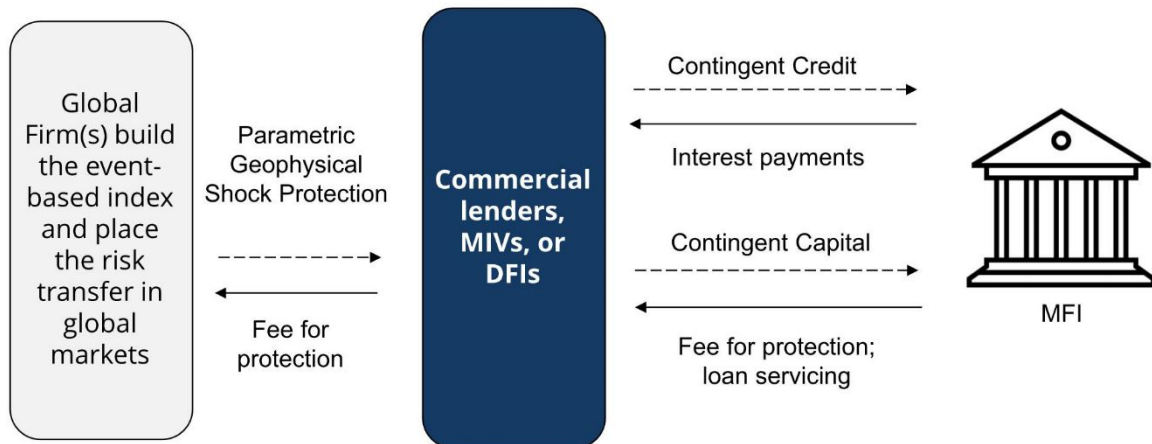 Global
Firm(s) build
the event-
based index
and place
the risk
transfer in
global
markets
Parametric
Geophysical
Shock Protection
Fee for
protection
Commercial
lenders,
MIVs, or
DFIs
Contingent Credit
Interest payments
Contingent Capital
Fee for protection;
loan servicing
MFI